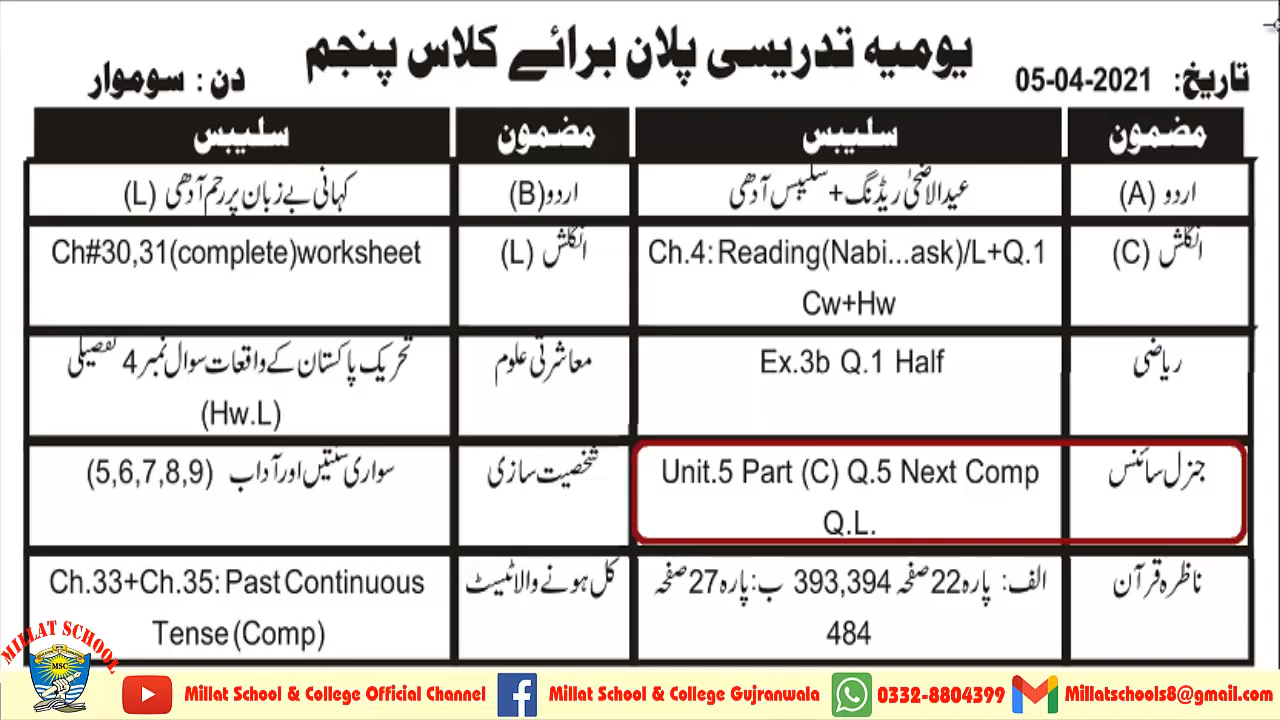 یومیہ تدریسی پلان برائے کلاس پنجم
تاریخ: 05-04-2021
دن : سوموار
مضمون سلیبس مضمون سلیبس
اردو (A) عیدالاضحیٰ ریڈنگ+ سلیبس آدھی اردو(B) کہانی بے زبان پر رحم آدھی (L)
انگلش (C) Ch.4: Reading(Nabi...ask)/L+Q.1
Cw+Hw
انگلش (L) Ch#30,31(complete)worksheet
ریاضی Ex.3b Q.1 Half
معاشرتی علوم تحریک پاکستان کے واقعات سوال نمبر 4 تفصیلی
(Hw.L)
جنرل سائنس Unit.5 Part (C) Q.5 Next Comp
Q.L.
شخصیت سازی سواری سنتیں اور آداب (5,6,7,8,9)
ناظرہ قرآن الف: پارہ 22 صفحہ 393,394 ب: پارہ 27 صفحہ
484
کل ہونے والا ٹیسٹ Ch.33+Ch.35: Past Continuous
Tense (Comp)
MILLAT SCHOOL
MSC
Millat School & College Official Channel
Millat School & College Gujranwala
0332-8804399
Millatschools8@gmail.com